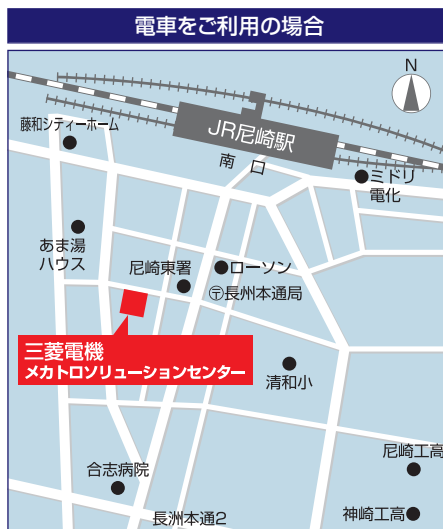 電車をご利用の場合
N
藤和シティーホーム
JR尼崎駅
南口
ミドリ
電化
あま湯
ハウス
尼崎東署
ローソン
〒長州本通局
三菱電機
メカトロソリューションセンター
清和小
合志病院
尼崎工高
長洲本通2
神崎工高